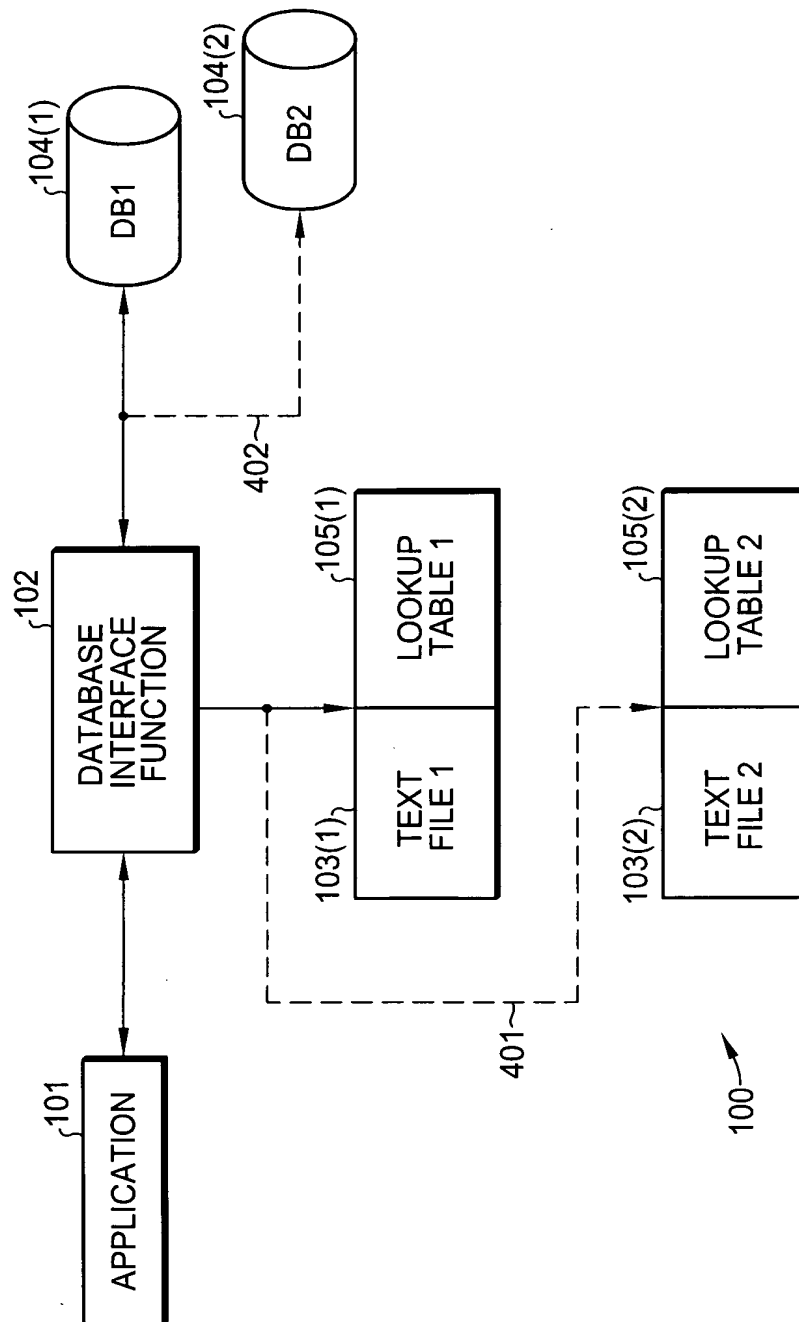 101
APPLICATION
102
DATABASE
INTERFACE
FUNCTION
104(1)
DB1
104(2)
DB2
402
103(1)
TEXT
FILE 1
105(1)
LOOKUP
TABLE 1
401
103(2)
TEXT
FILE 2
105(2)
LOOKUP
TABLE 2
100